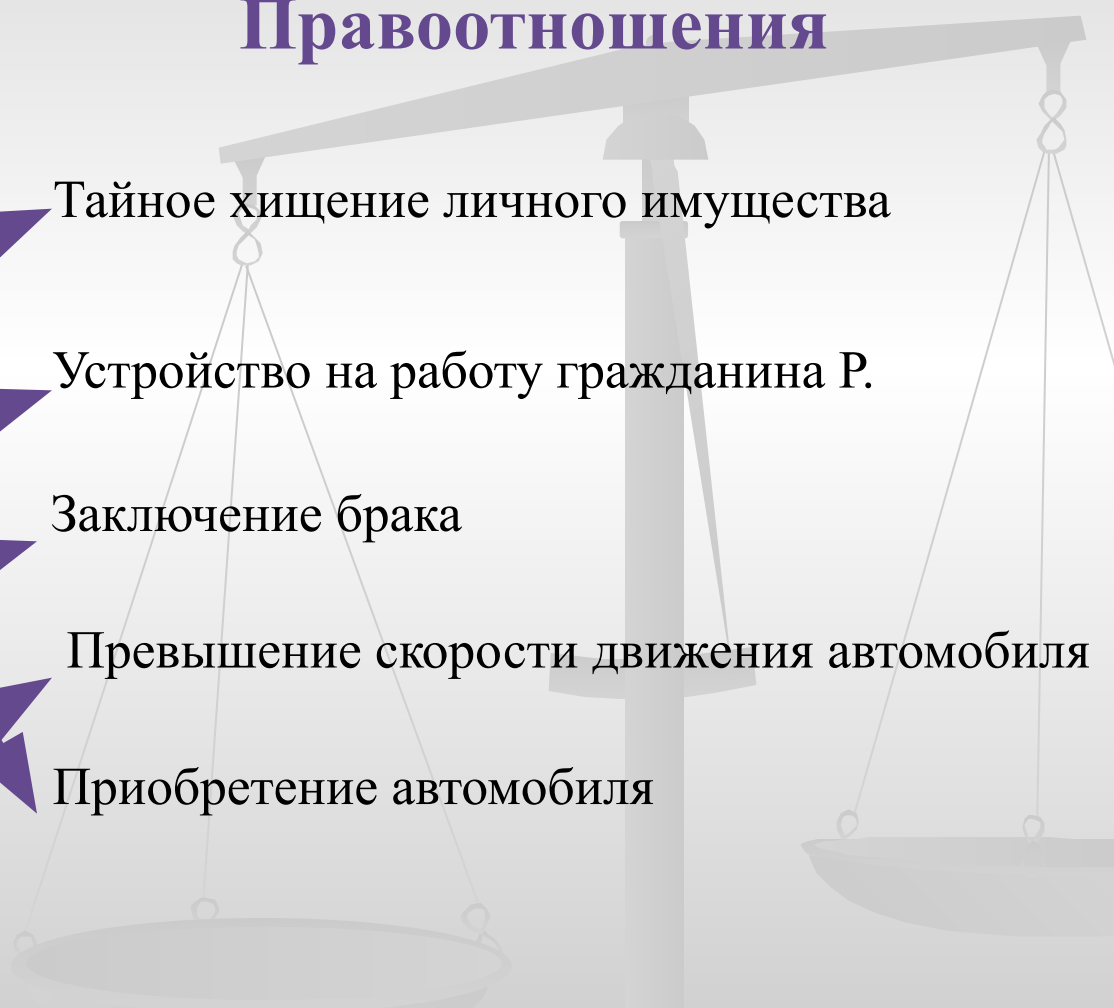 Правоотношения
Тайное хищение личного имущества
Устройство на работу гражданина Р.
Заключение брака
Превышение скорости движения автомобиля
Приобретение автомобиля